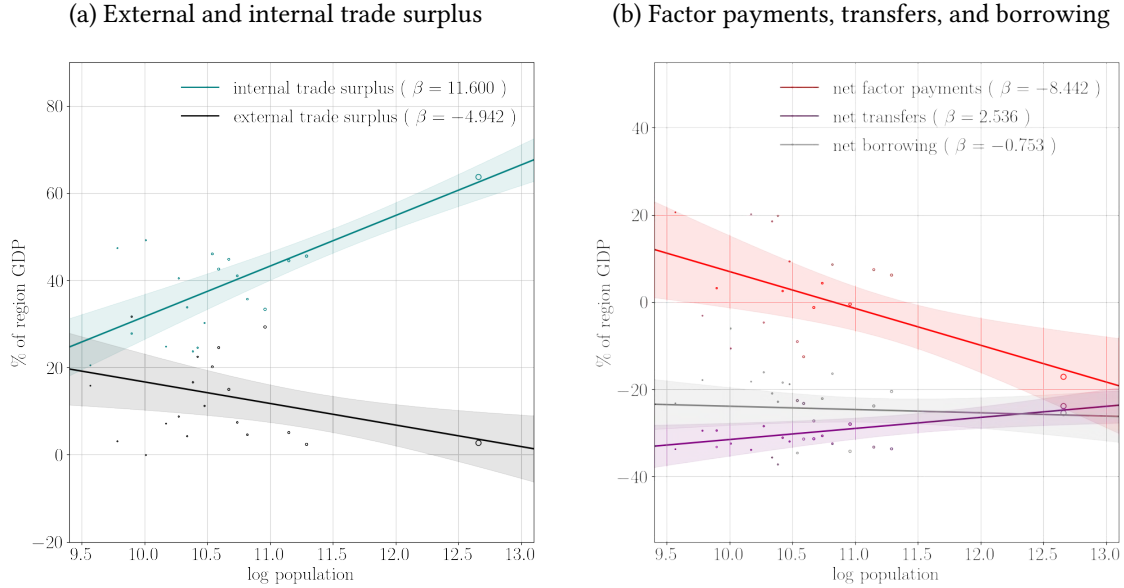 (a) External and internal trade surplus
(b) Factor payments, transfers, and borrowing
internal trade surplus ( β = 11.600 )
external trade surplus ( β = −4.942 )
% of region GDP
80
60
40
20
0
−20
9.5 10.0 10.5 11.0 11.5 12.0 12.5 13.0
log population
net factor payments ( β = −8.442 )
net transfers ( β = 2.536 )
net borrowing ( β = −0.753 )
% of region GDP
40
20
0
−20
−40
9.5 10.0 10.5 11.0 11.5 12.0 12.5 13.0
log population